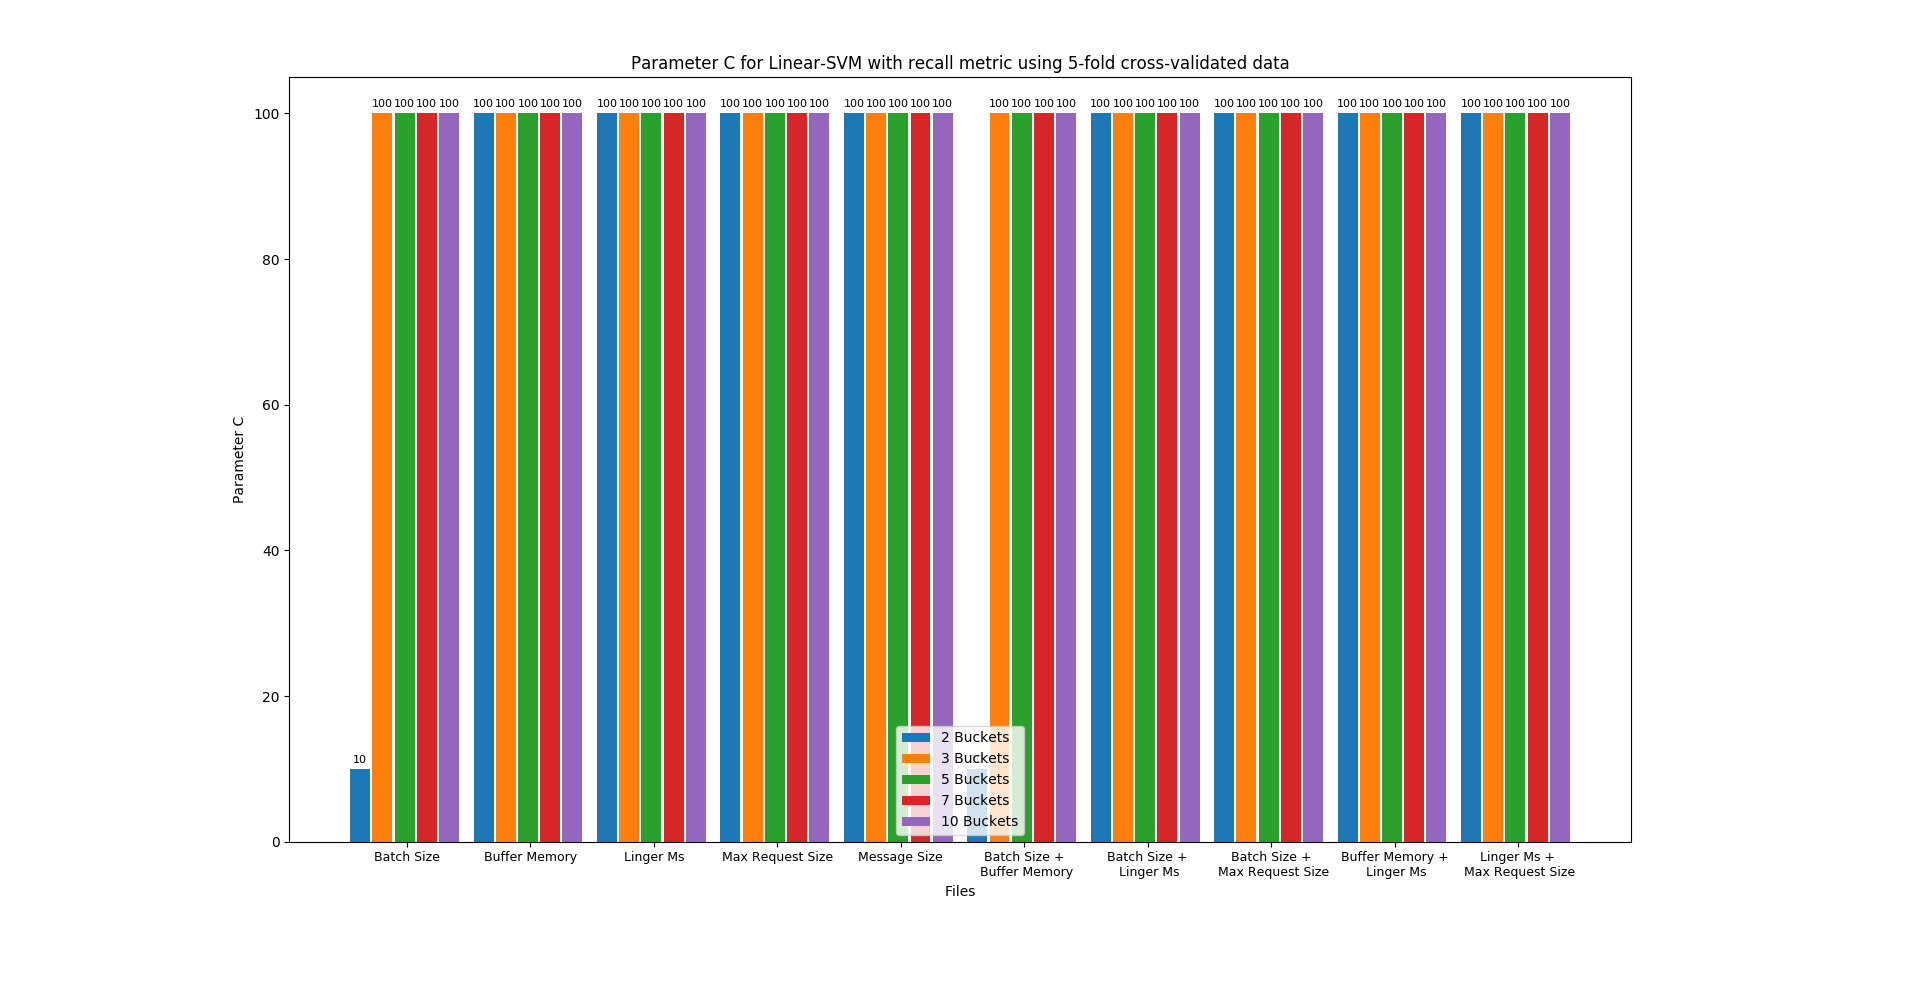 Parameter C for Linear-SVM with recall metric using 5-fold cross-validated data
100 100 100 100 100 100 100 100 100 100 100 100 100 100 100 100 100 100 100 100 100 100 100 100 100 100 100 100 100 100 100 100 100 100 100 100 100 100 100 100 100 100 100 100 100 100 100 100
100
80
60
40
20
0
Parameter C
10
2 Buckets
3 Buckets
5 Buckets
7 Buckets
10 Buckets
Batch Size
Buffer Memory
Linger Ms
Max Request Size
Message Size
Batch Size +
Buffer Memory
Batch Size +
Linger Ms
Batch Size +
Max Request Size
Buffer Memory +
Linger Ms
Linger Ms +
Max Request Size
Files